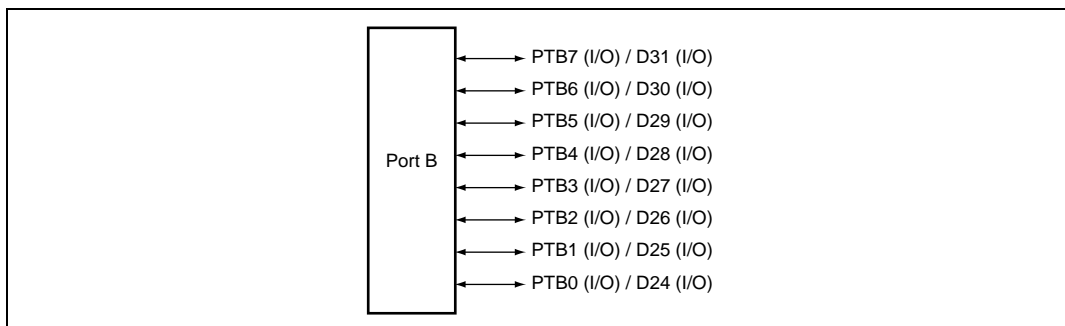 PTB7 (I/O) / D31 (I/O)
PTB6 (I/O) / D30 (I/O)
PTB5 (I/O) / D29 (I/O)
Port B
PTB4 (I/O) / D28 (I/O)
PTB3 (I/O) / D27 (I/O)
PTB2 (I/O) / D26 (I/O)
PTB1 (I/O) / D25 (I/O)
PTB0 (I/O) / D24 (I/O)